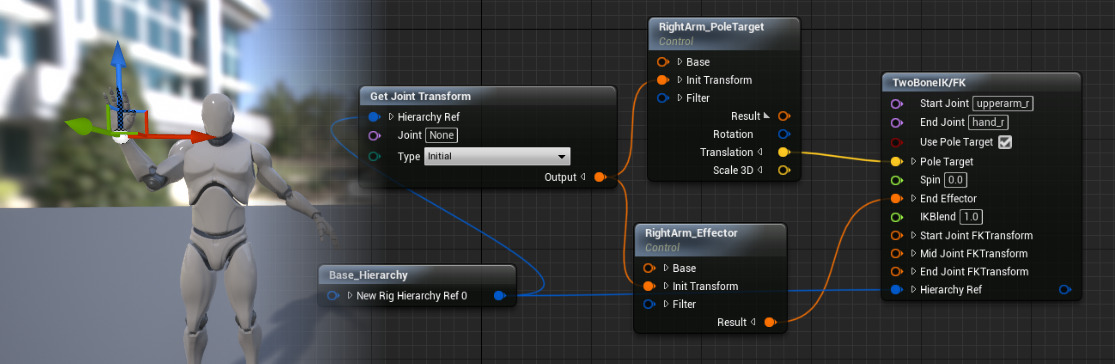 Get Joint Transform
Hierarchy Ref
Joint None
Type Initial
Output
Base_Hierarchy
New Rig Hierarchy Ref 0
RightArm_PoleTarget
Control
Base
Init Transform
Filter
Result
Rotation
Translation
Scale 3D
RightArm_Effector
Control
Base
Init Transform
Filter
Result
TwoBoneIK/FK
Start Joint upperarm_r
End Joint hand_r
Use Pole Target
Pole Target
Spin 0.0
End Effector
IKBlend 1.0
Start Joint FKTransform
Mid Joint FKTransform
End Joint FKTransform
Hierarchy Ref